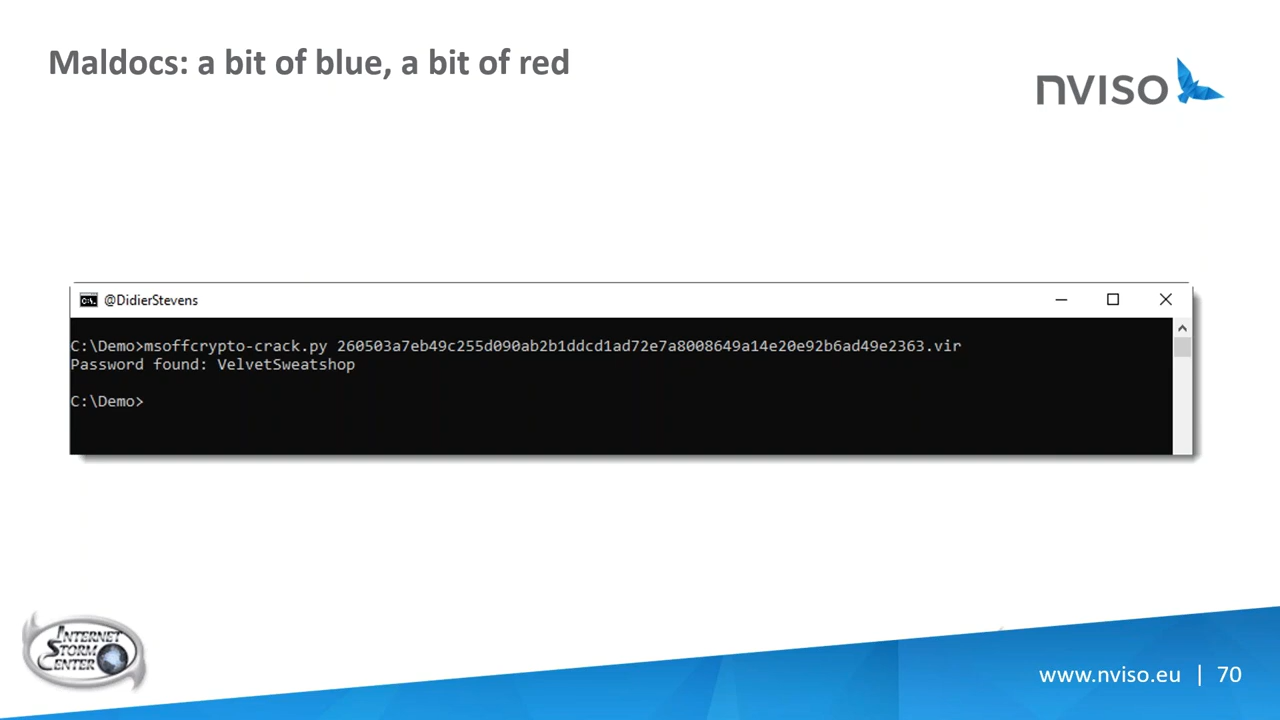 Maldocs: a bit of blue, a bit of red
nviso
@DidierStevens
C:\Demo>msoffcrypto-crack.py 260503a7eb49c255d090ab2b1ddcd1ad72e7a8008649a14e20e92b6ad49e2363.vir
Password found: VelvetSweatshop
C:\Demo>
INTERNET
STORM
CENTER
www.nviso.eu | 70